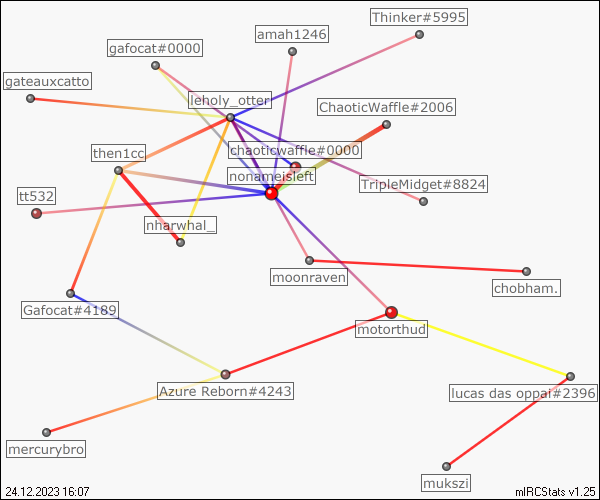 Thinker#5995
amah1246
gafocat#0000
gateauxcatto
leholy_otter
ChaoticWaffle#2006
then1cc
chaoticwaffle#0000
nonameisleft
TripleMidget#8824
tt532
nharwhal_
moonraven
chobham.
Gafocat#4189
motorthud
Azure Reborn#4243
lucas das oppai#2396
mercurybro
mukszi
24.12.2023 16:07
mIRCStats v1.25